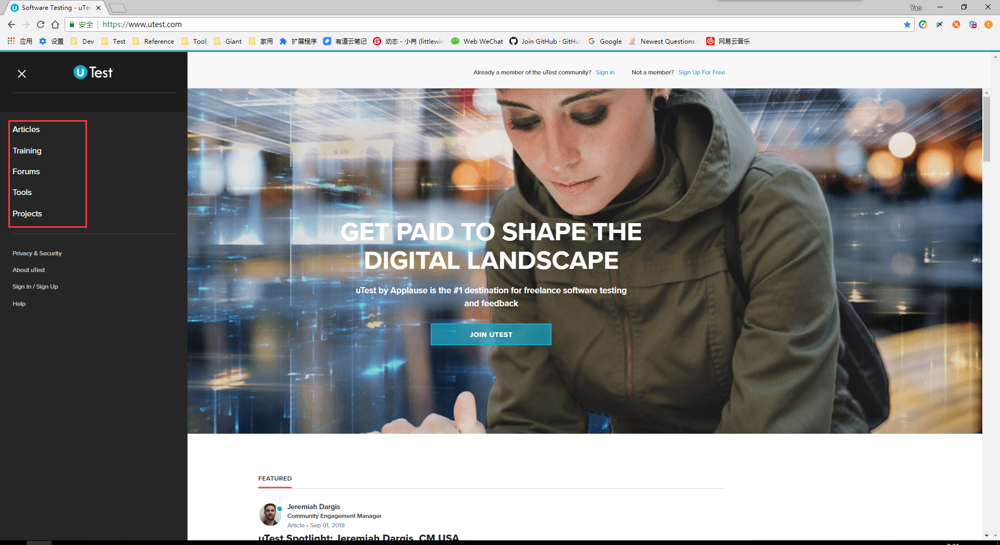 Software Testing - uTes
Yao
安全
https://www.utest.com
应用
设置
Dev
Test
Reference
Tool
Giant
家用
扩展程序
有道云笔记
动态 - 小肖 (littlewin
Web WeChat
Join GitHub · GitHu
Google
Newest Questions -
网易云音乐
uTest
Already a member of the uTest community? Sign in
Not a member? Sign Up For Free
Articles
Training
Forums
Tools
Projects
Privacy & Security
About uTest
Sign In / Sign Up
Help
GET PAID TO SHAPE THE
DIGITAL LANDSCAPE
uTest by Applause is the #1 destination for freelance software testing
and feedback
JOIN UTEST
FEATURED
Jeremiah Dargis
Community Engagement Manager
Article • Sep 01, 2018
uTest Spotlight: Jeremiah Dargis, CM USA